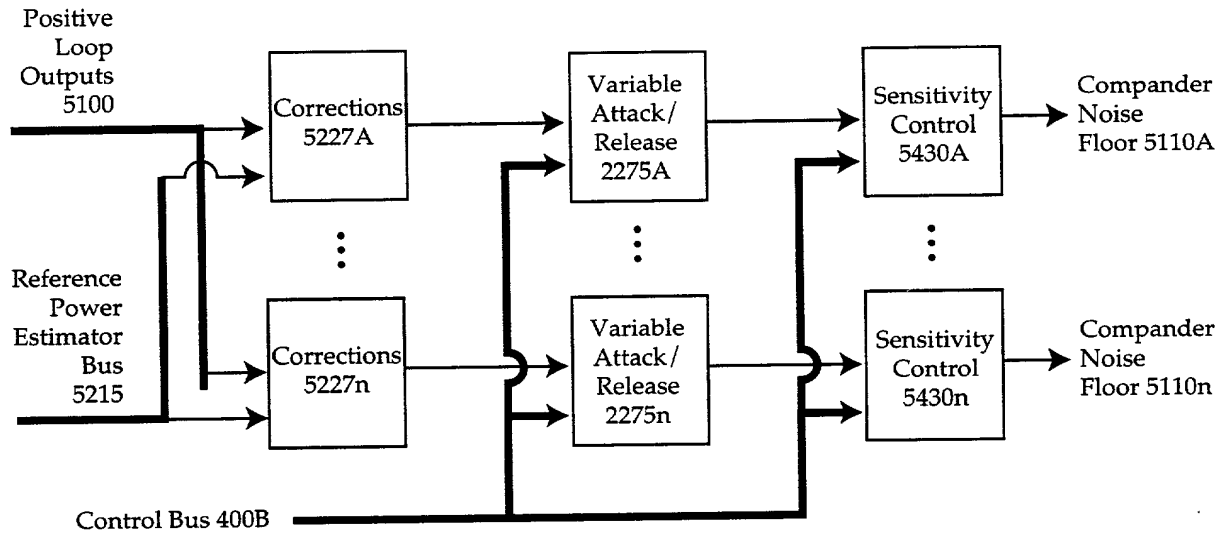 Positive
Loop
Outputs
5100
Corrections
5227A
Variable
Attack/
Release
2275A
Sensitivity
Control
5430A
Compander
Noise
Floor 5110A
Reference
Power
Estimator
Bus
5215
Corrections
5227n
Variable
Attack/
Release
2275n
Sensitivity
Control
5430n
Compander
Noise
Floor 5110n
Control Bus 400B